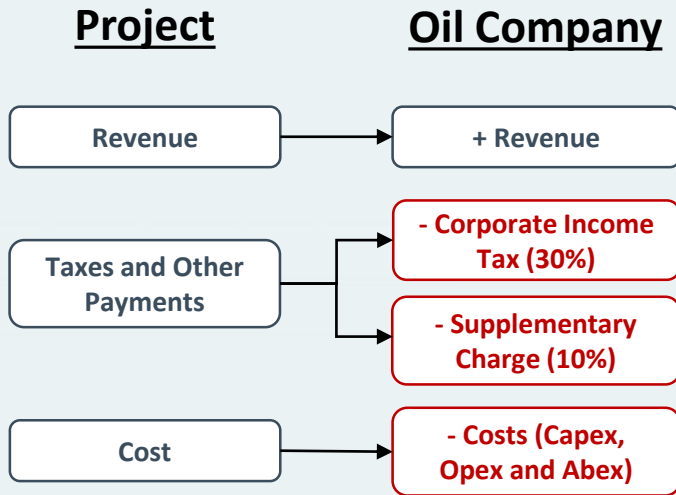 Project
Oil Company
Revenue
+ Revenue
Taxes and Other
Payments
- Corporate Income
Tax (30%)
- Supplementary
Charge (10%)
Cost
- Costs (Capex,
Opex and Abex)